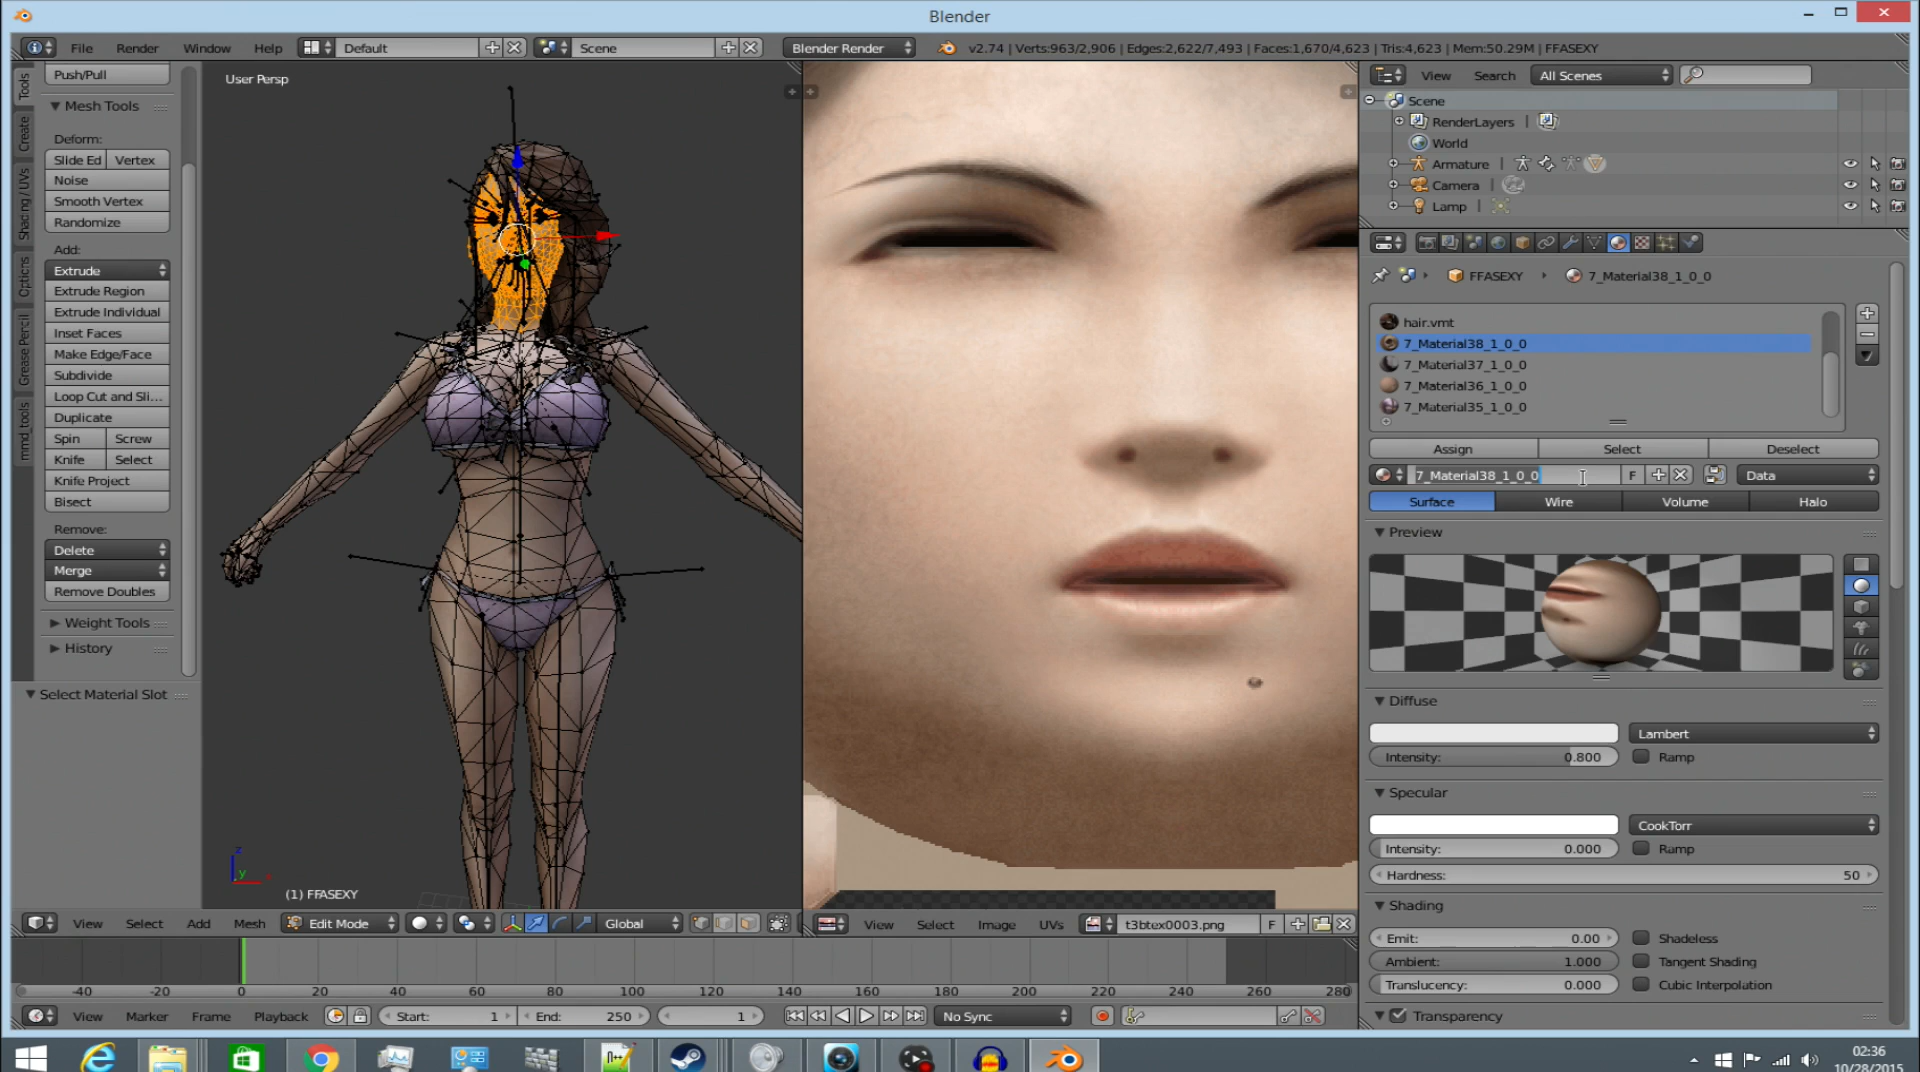 Blender
File Render Window Help Default Scene Blender Render v2.74 | Verts:963/2,906 | Edges:2,622/7,493 | Faces:1,670/4,623 | Tris:4,623 | Mem:50.29M | FFASEXY
Tools
Create
Shading / UVs
Options
Grease Pencil
mmd_tools
Push/Pull
Mesh Tools
Deform:
Slide Ed Vertex
Noise
Smooth Vertex
Randomize
Add:
Extrude
Extrude Region
Extrude Individual
Inset Faces
Make Edge/Face
Subdivide
Loop Cut and Sli...
Duplicate
Spin Screw
Knife Select
Knife Project
Bisect
Remove:
Delete
Merge
Remove Doubles
Weight Tools
History
Select Material Slot
User Persp
z
y
(1) FFASEXY
View Select Add Mesh Edit Mode Global
View Select Image UVs t3btex0003.png F
View Search All Scenes
Scene
RenderLayers |
World
Armature |
Camera |
Lamp |
FFASEXY 7_Material38_1_0_0
hair.vmt
7_Material38_1_0_0
7_Material37_1_0_0
7_Material36_1_0_0
7_Material35_1_0_0
Assign Select Deselect
7_Material38_1_0_0 F Data
Surface Wire Volume Halo
Preview
Diffuse
Lambert
Intensity: 0.800 Ramp
Specular
CookTorr
Intensity: 0.000 Ramp
Hardness: 50
Shading
Emit: 0.00 Shadeless
Ambient: 1.000 Tangent Shading
Translucency: 0.000 Cubic Interpolation
Transparency
-40 -20 0 20 40 60 80 100 120 140 160 180 200 220 240 260 280
View Marker Frame Playback Start: 1 End: 250 1 No Sync
N++
02:36
10/28/2015